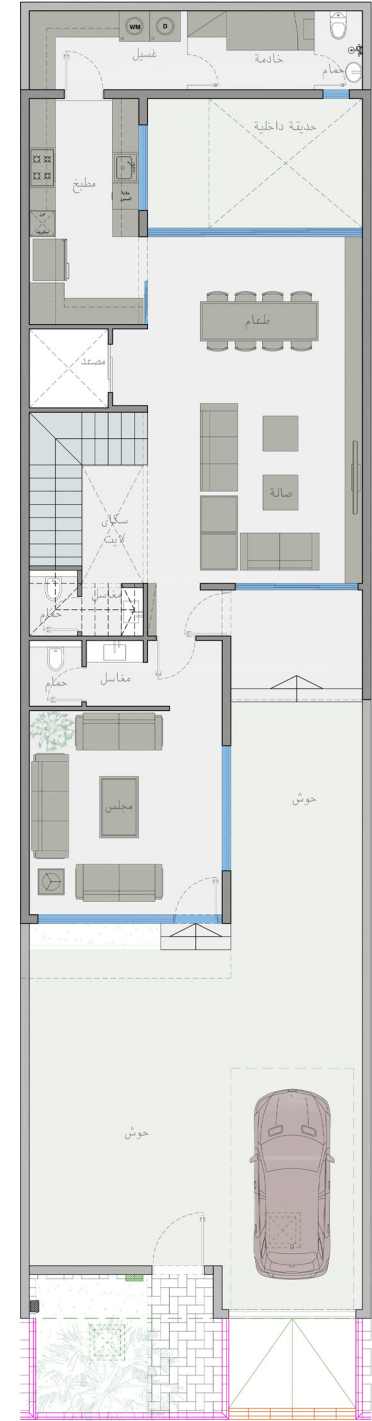 WM
D
غسيل
خادمة
حمام
حديقة داخلية
مطبخ
طعام
مصعد
صالة
سكاي
لايت
مغاسل
حمام
مغاسل
حمام
مجلس
حوش
حوش